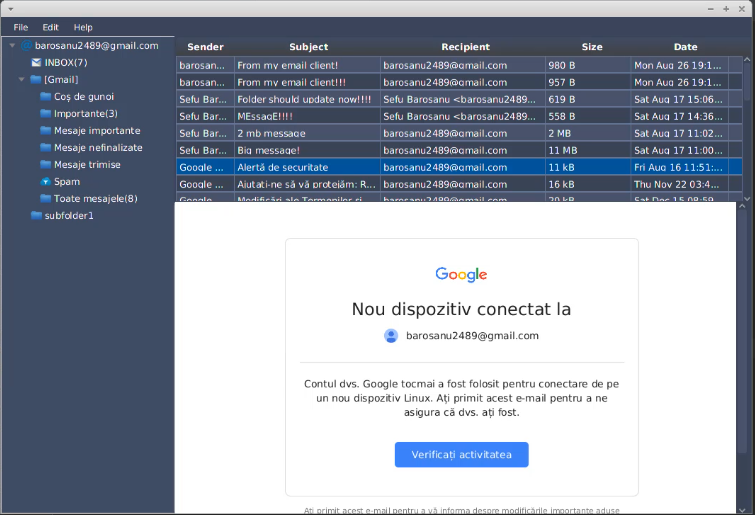 File Edit Help
barosanu2489@gmail.com
INBOX(7)
[Gmail]
Coș de gunoi
Importante(3)
Mesaje importante
Mesaje nefinalizate
Mesaje trimise
Spam
Toate mesajele(8)
subfolder1
Sender Subject Recipient Size Date
barosan... From my email client! barosanu2489@gmail.com 980 B Mon Aug 26 19:1...
barosan... From my email client!!! barosanu2489@gmail.com 957 B Mon Aug 26 19:1...
Sefu Bar... Folder should update now!!!! Sefu Barosanu <barosanu2489... 619 B Sat Aug 17 15:06...
Sefu Bar... MEssagE!!!! Sefu Barosanu <barosanu2489... 558 B Sat Aug 17 14:36...
Sefu Bar... 2 mb message barosanu2489@gmail.com 2 MB Sat Aug 17 11:02...
Sefu Bar... Big message! barosanu2489@gmail.com 11 MB Sat Aug 17 11:00...
Google ... Alertă de securitate barosanu2489@gmail.com 11 kB Fri Aug 16 11:51:...
Google ... Ajutați-ne să vă protejăm: R... barosanu2489@gmail.com 16 kB Thu Nov 22 03:4...
Google ... Modificări ale Termenilor și barosanu2489@gmail.com 20 kB Sat Dec 15 08:59
Google
Nou dispozitiv conectat la
barosanu2489@gmail.com
Contul dvs. Google tocmai a fost folosit pentru conectare de pe
un nou dispozitiv Linux. Ați primit acest e-mail pentru a ne
asigura că dvs. ați fost.
Verificați activitatea
Ați primit acest e-mail pentru a vă informa despre modificările importante aduse